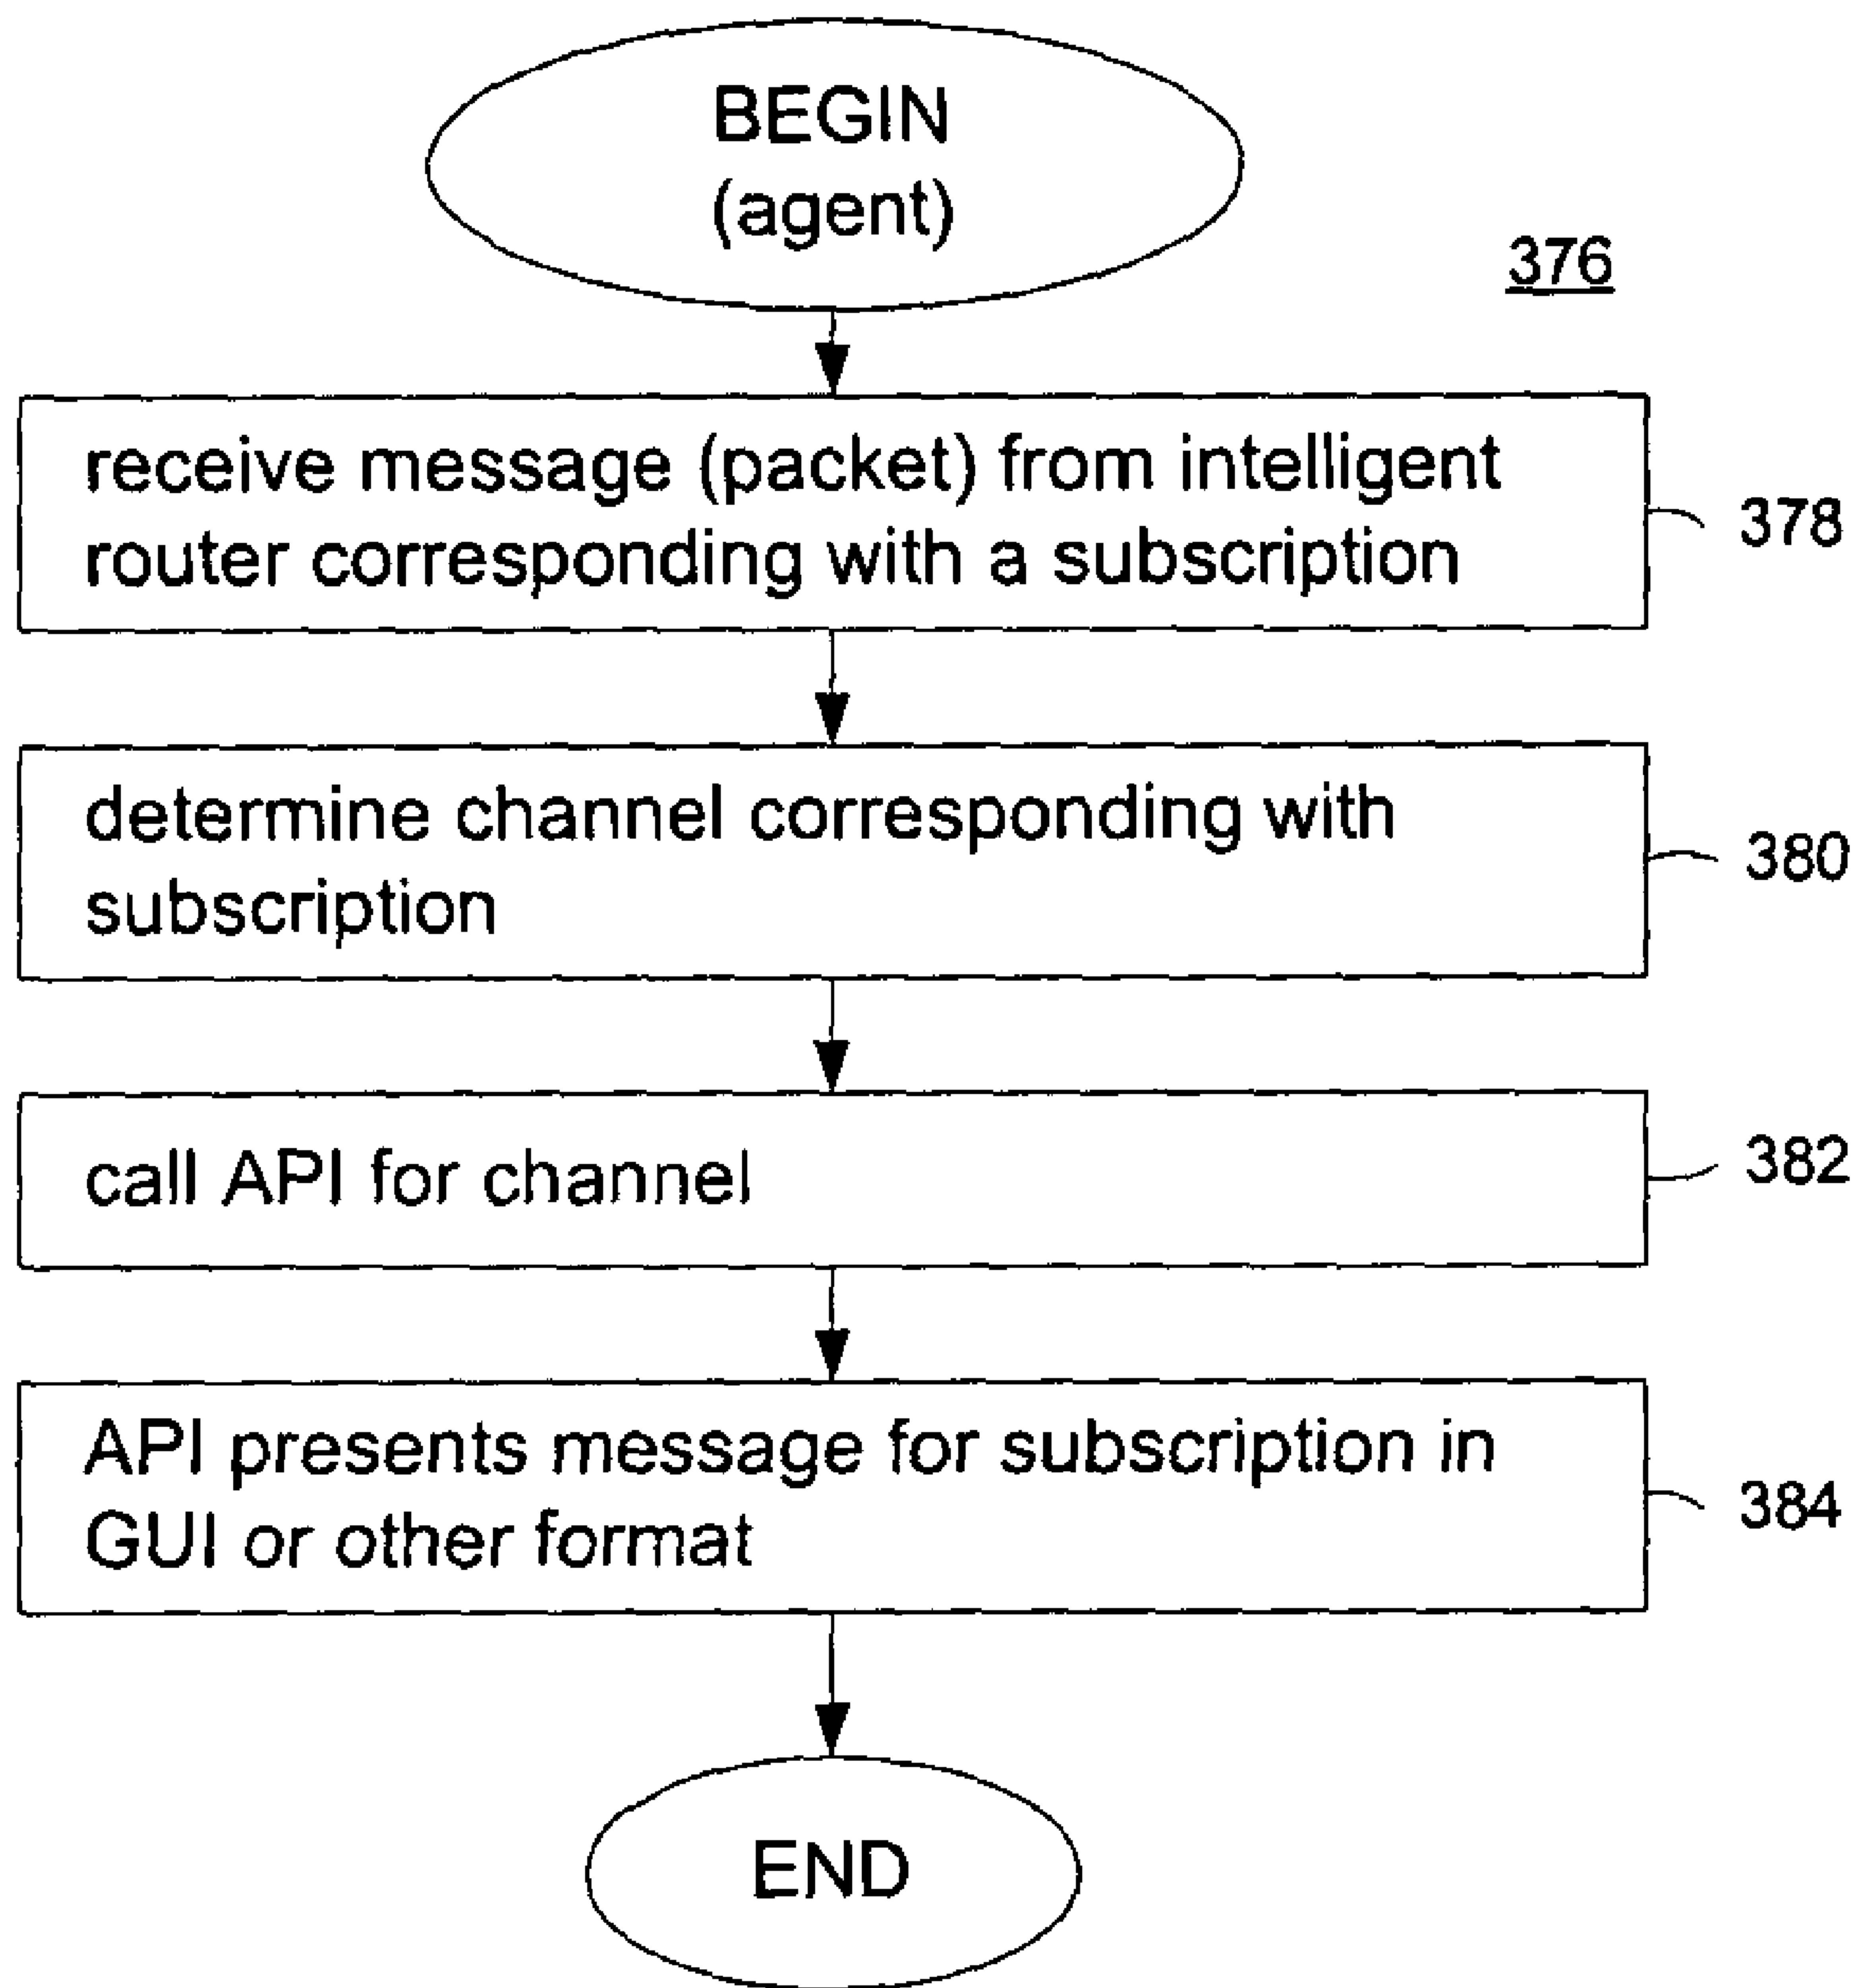 BEGIN
(agent)
376
receive message (packet) from intelligent
router corresponding with a subscription
378
determine channel corresponding with
subscription
380
call API for channel
382
API presents message for subscription in
GUI or other format
384
END